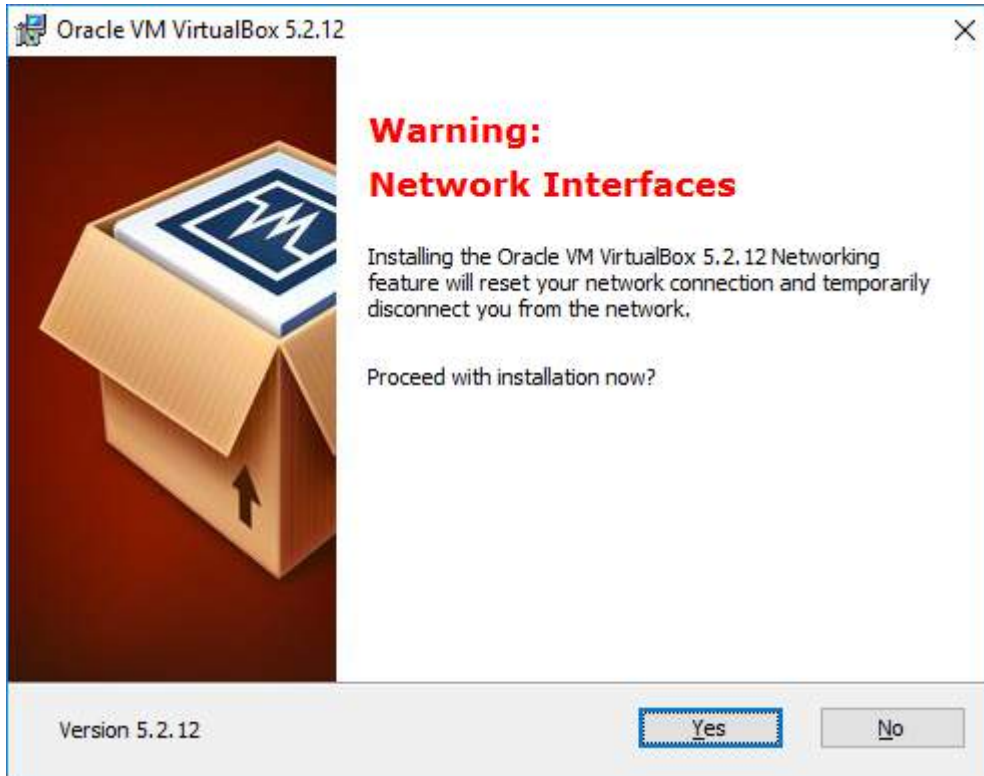 Oracle VM VirtualBox 5.2.12
Warning:
Network Interfaces
Installing the Oracle VM VirtualBox 5.2.12 Networking
feature will reset your network connection and temporarily
disconnect you from the network.
Proceed with installation now?
Version 5.2.12
Yes
No